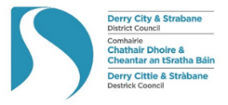 Derry City & Strabane
District Council
Comhairle
Chathair Dhoire &
Cheantar an tSratha Báin
Derry Cittie & Stràbane
Destrick Cooncil